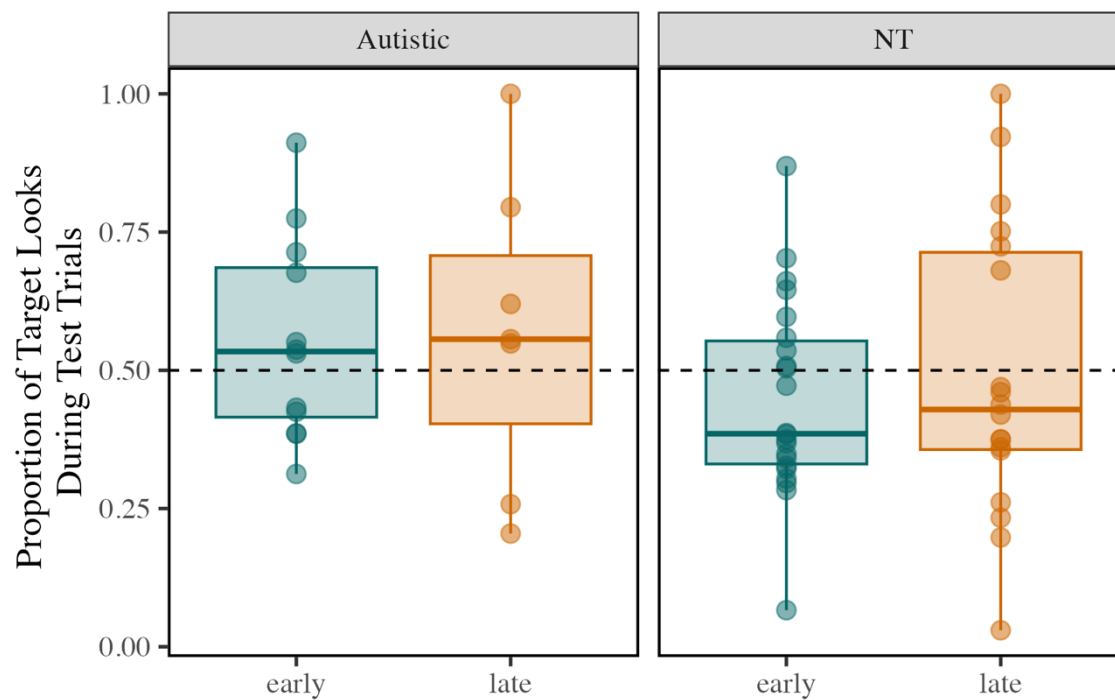 Autistic
NT
Proportion of Target Looks
During Test Trials
1.00
0.75
0.50
0.25
0.00
early
late
early
late